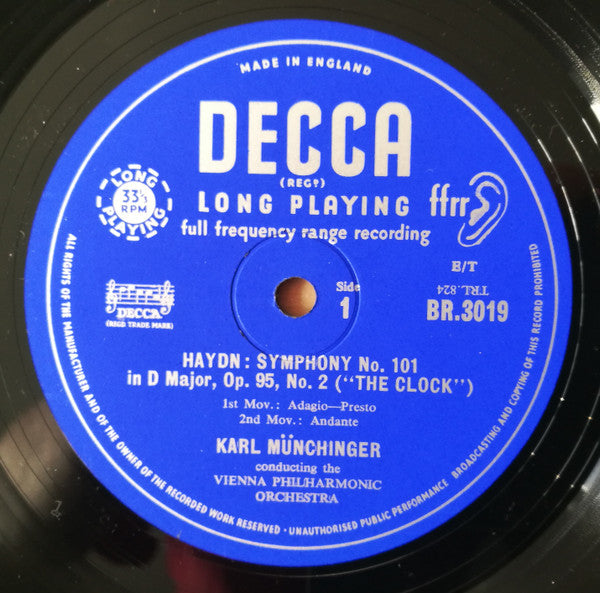 MADE IN ENGLAND
DECCA
(REGᴰ)
LONG PLAYING
full frequency range recording
ffrr
LONG PLAYING
33⅓
RPM
E/T
TRL.824
BR.3019
Side
1
DECCA
(REGD TRADE MARK)
HAYDN: SYMPHONY No. 101
in D Major, Op. 95, No. 2 ("THE CLOCK")
1st Mov.: Adagio—Presto
2nd Mov.: Andante
KARL MÜNCHINGER
conducting the
VIENNA PHILHARMONIC
ORCHESTRA
ALL RIGHTS OF THE MANUFACTURER AND OF THE OWNER OF THE RECORDED WORK RESERVED · UNAUTHORISED PUBLIC PERFORMANCE BROADCASTING AND COPYING OF THIS RECORD PROHIBITED